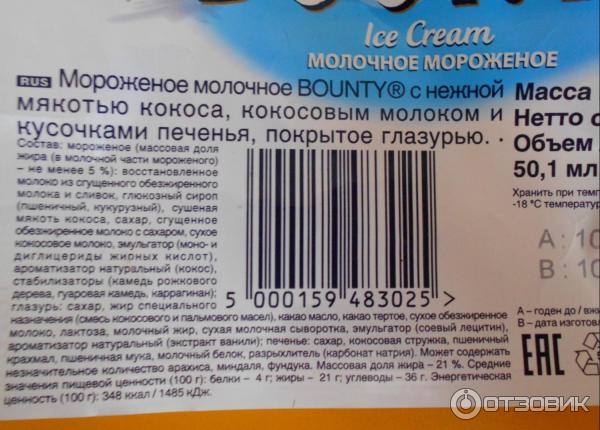 Ice Cream
МОЛОЧНОЕ МОРОЖЕНОЕ
RUS Мороженое молочное BOUNTY® с нежной
мякотью кокоса, кокосовым молоком и
кусочками печенья, покрытое глазурью.
Состав: мороженое (массовая доля
жира (в молочной части мороженого)
– не менее 5 %): восстановленное
молоко из сгущенного обезжиренного
молока и сливок, глюкозный сироп
(пшеничный, кукурузный), сушеная
мякоть кокоса, сахар, сгущенное
обезжиренное молоко с сахаром, сухое
кокосовое молоко, эмульгатор (моно- и
диглицериды жирных кислот),
ароматизатор натуральный (кокос),
стабилизаторы (камедь рожкового
дерева, гуаровая камедь, каррагинан);
глазурь: сахар, жир специального
назначения (смесь кокосового и пальмового масел), какао масло, какао тертое, сухое обезжиренное
молоко, лактоза, молочный жир, сухая молочная сыворотка, эмульгатор (соевый лецитин),
ароматизатор натуральный (экстракт ванили); печенье: сахар, кокосовая стружка, пшеничный
крахмал, пшеничная мука, молочный белок, разрыхлитель (карбонат натрия). Может содержать
незначительное количество арахиса, миндаля, фундука. Массовая доля жира – 21 %. Средние
значения пищевой ценности (100 г): белки – 4 г; жиры – 21 г; углеводы – 36 г. Энергетическая
ценность (100 г): 348 ккал / 1485 кДж.
5 000159 483025 >
Масса
Нетто
Объем
50,1 мл
Хранить при
-18 °C
A : 10
B : 10
А – годен до
В – дата
EAC
ОТЗОВИК